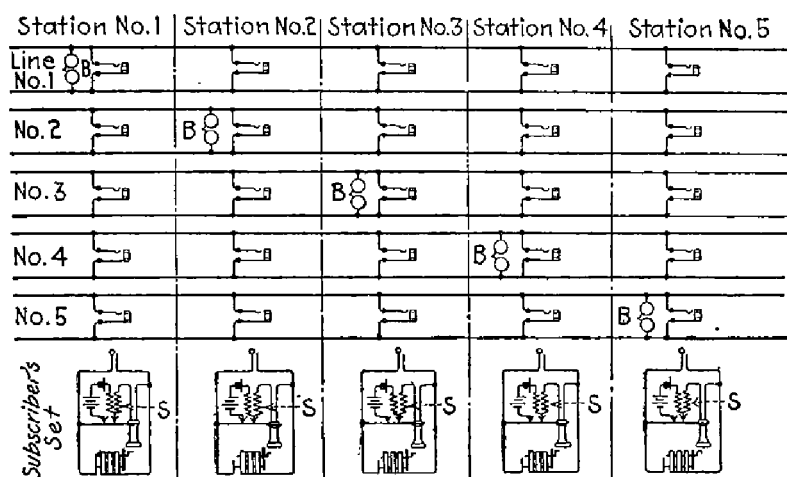 Station No.1 Station No.2 Station No.3 Station No.4 Station No.5
Line No.1 B
No.2 B
No.3 B
No.4 B
No.5 B
Subscriber's Set S S S S S